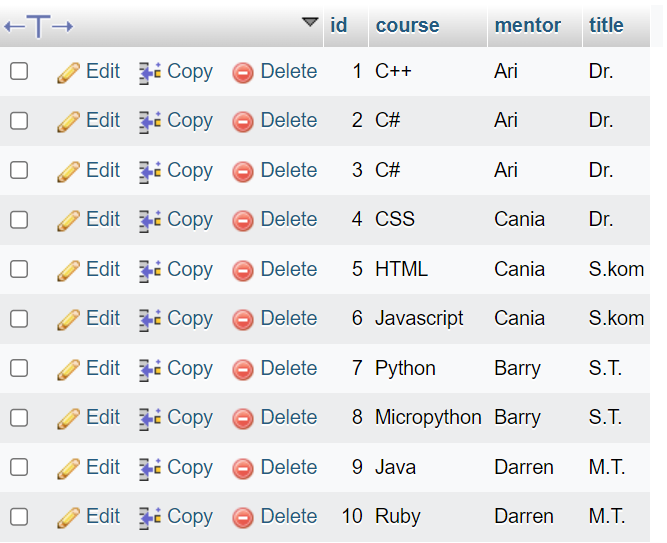 id course mentor title
Edit Copy Delete 1 C++ Ari Dr.
Edit Copy Delete 2 C# Ari Dr.
Edit Copy Delete 3 C# Ari Dr.
Edit Copy Delete 4 CSS Cania Dr.
Edit Copy Delete 5 HTML Cania S.kom
Edit Copy Delete 6 Javascript Cania S.kom
Edit Copy Delete 7 Python Barry S.T.
Edit Copy Delete 8 Micropython Barry S.T.
Edit Copy Delete 9 Java Darren M.T.
Edit Copy Delete 10 Ruby Darren M.T.